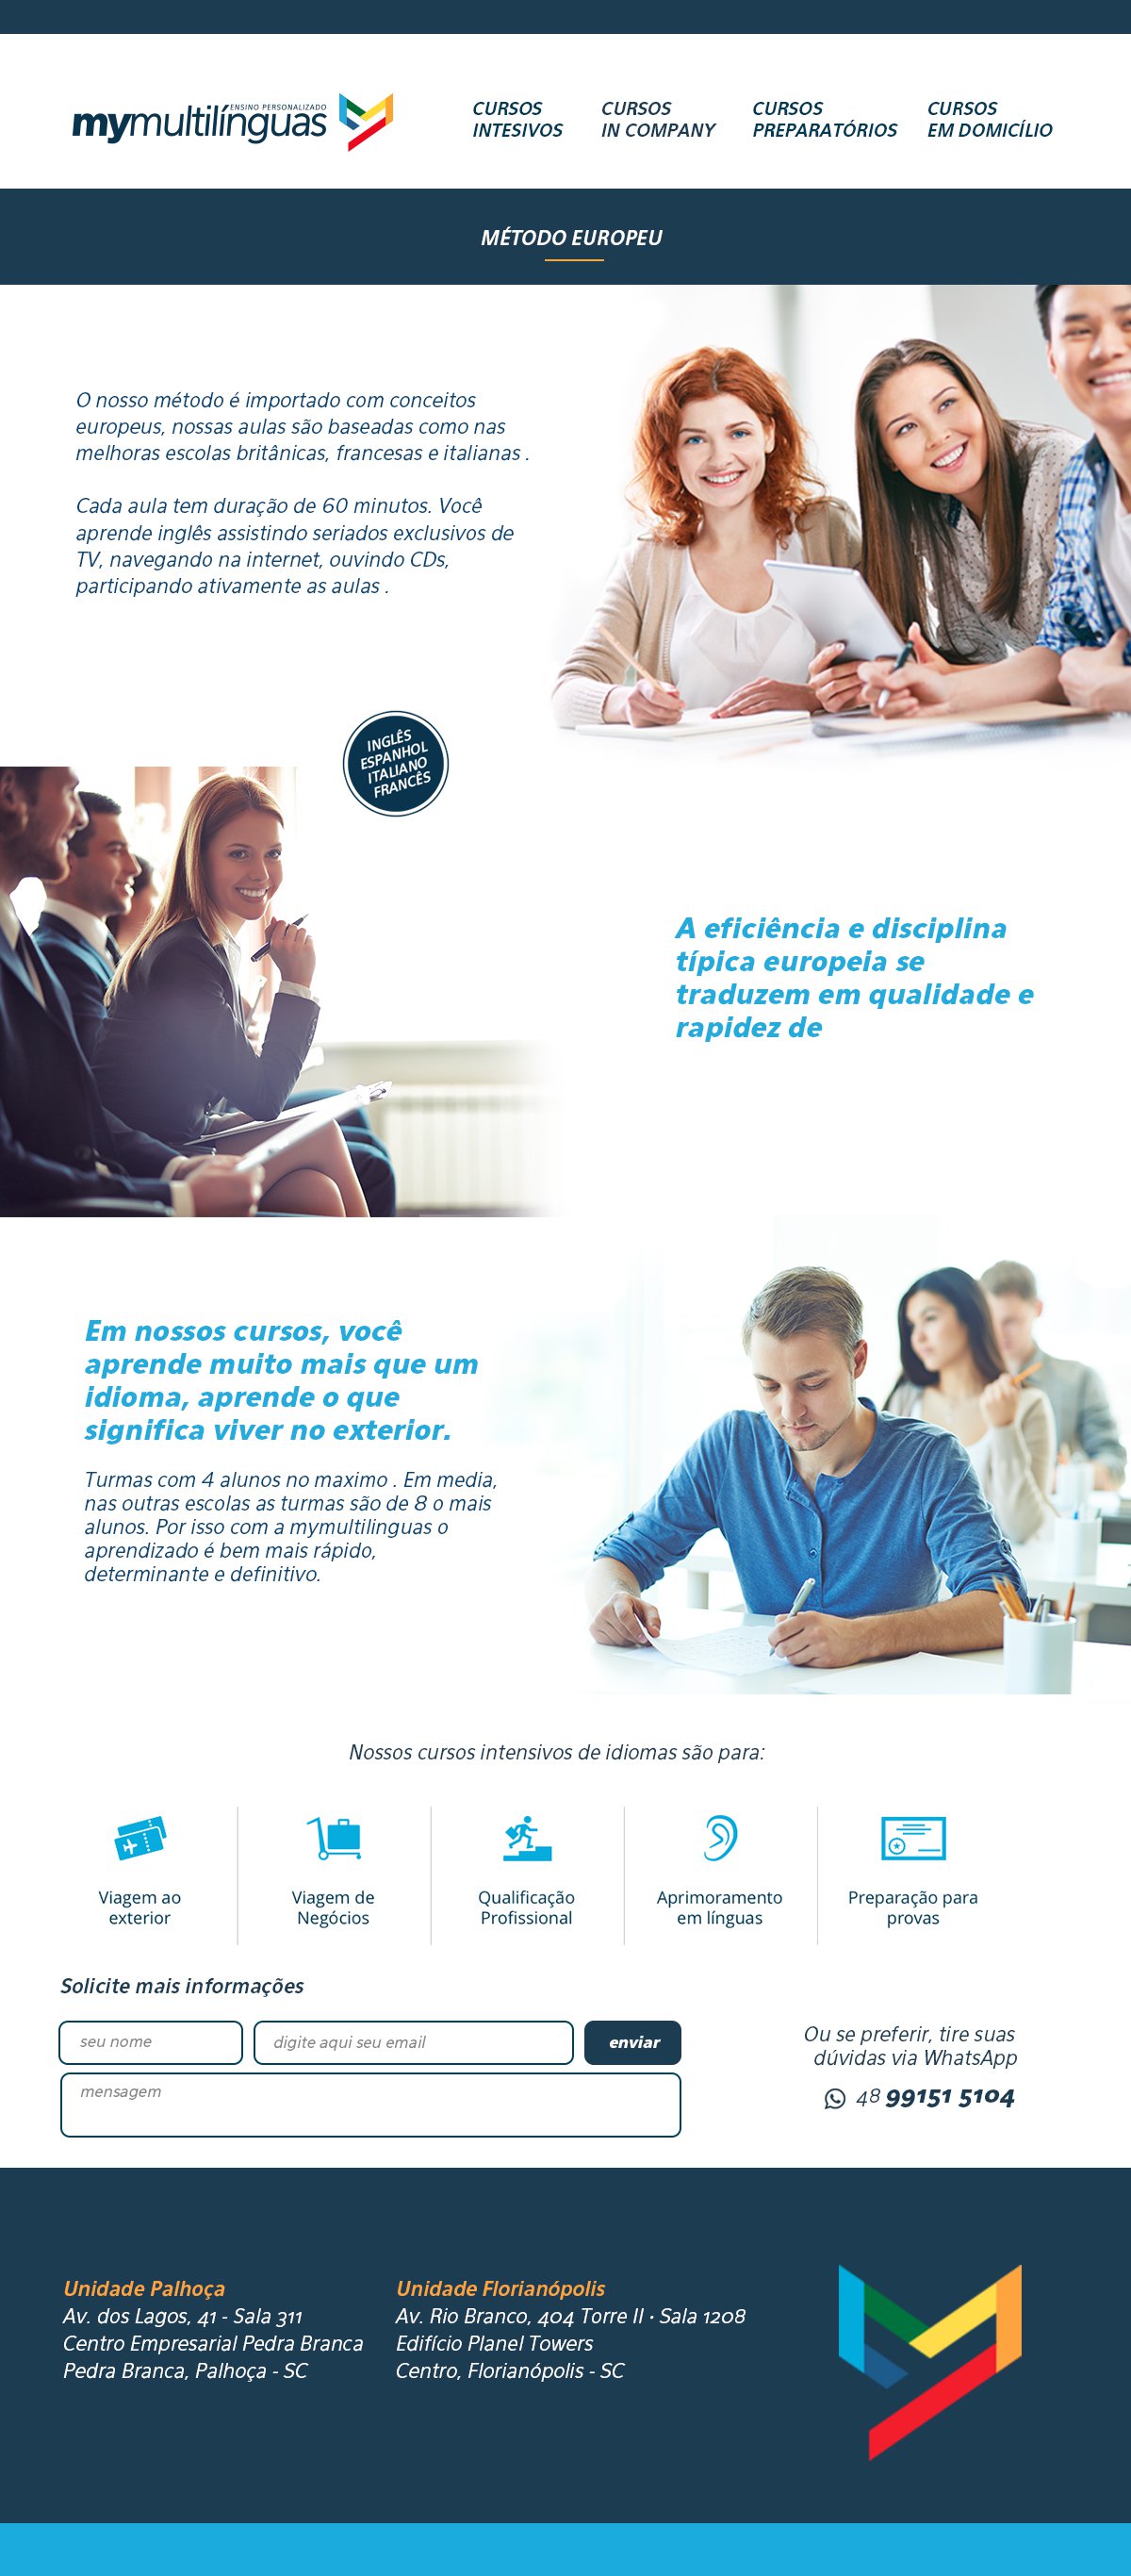 ENSINO PERSONALIZADO
mymultilínguas
CURSOS
INTESIVOS
CURSOS
IN COMPANY
CURSOS
PREPARATÓRIOS
CURSOS
EM DOMICÍLIO
MÉTODO EUROPEU
O nosso método é importado com conceitos
europeus, nossas aulas são baseadas como nas
melhoras escolas britânicas, francesas e italianas .
Cada aula tem duração de 60 minutos. Você
aprende inglês assistindo seriados exclusivos de
TV, navegando na internet, ouvindo CDs,
participando ativamente as aulas .
INGLÊS
ESPANHOL
ITALIANO
FRANCÊS
A eficiência e disciplina
típica europeia se
traduzem em qualidade e
rapidez de
Em nossos cursos, você
aprende muito mais que um
idioma, aprende o que
significa viver no exterior.
Turmas com 4 alunos no maximo . Em media,
nas outras escolas as turmas são de 8 o mais
alunos. Por isso com a mymultilinguas o
aprendizado é bem mais rápido,
determinante e definitivo.
Nossos cursos intensivos de idiomas são para:
Viagem ao
exterior
Viagem de
Negócios
Qualificação
Profissional
Aprimoramento
em línguas
Preparação para
provas
Solicite mais informações
seu nome
digite aqui seu email
enviar
mensagem
Ou se preferir, tire suas
dúvidas via WhatsApp
48 99151 5104
Unidade Palhoça
Av. dos Lagos, 41 - Sala 311
Centro Empresarial Pedra Branca
Pedra Branca, Palhoça - SC
Unidade Florianópolis
Av. Rio Branco, 404 Torre II • Sala 1208
Edifício Planel Towers
Centro, Florianópolis - SC